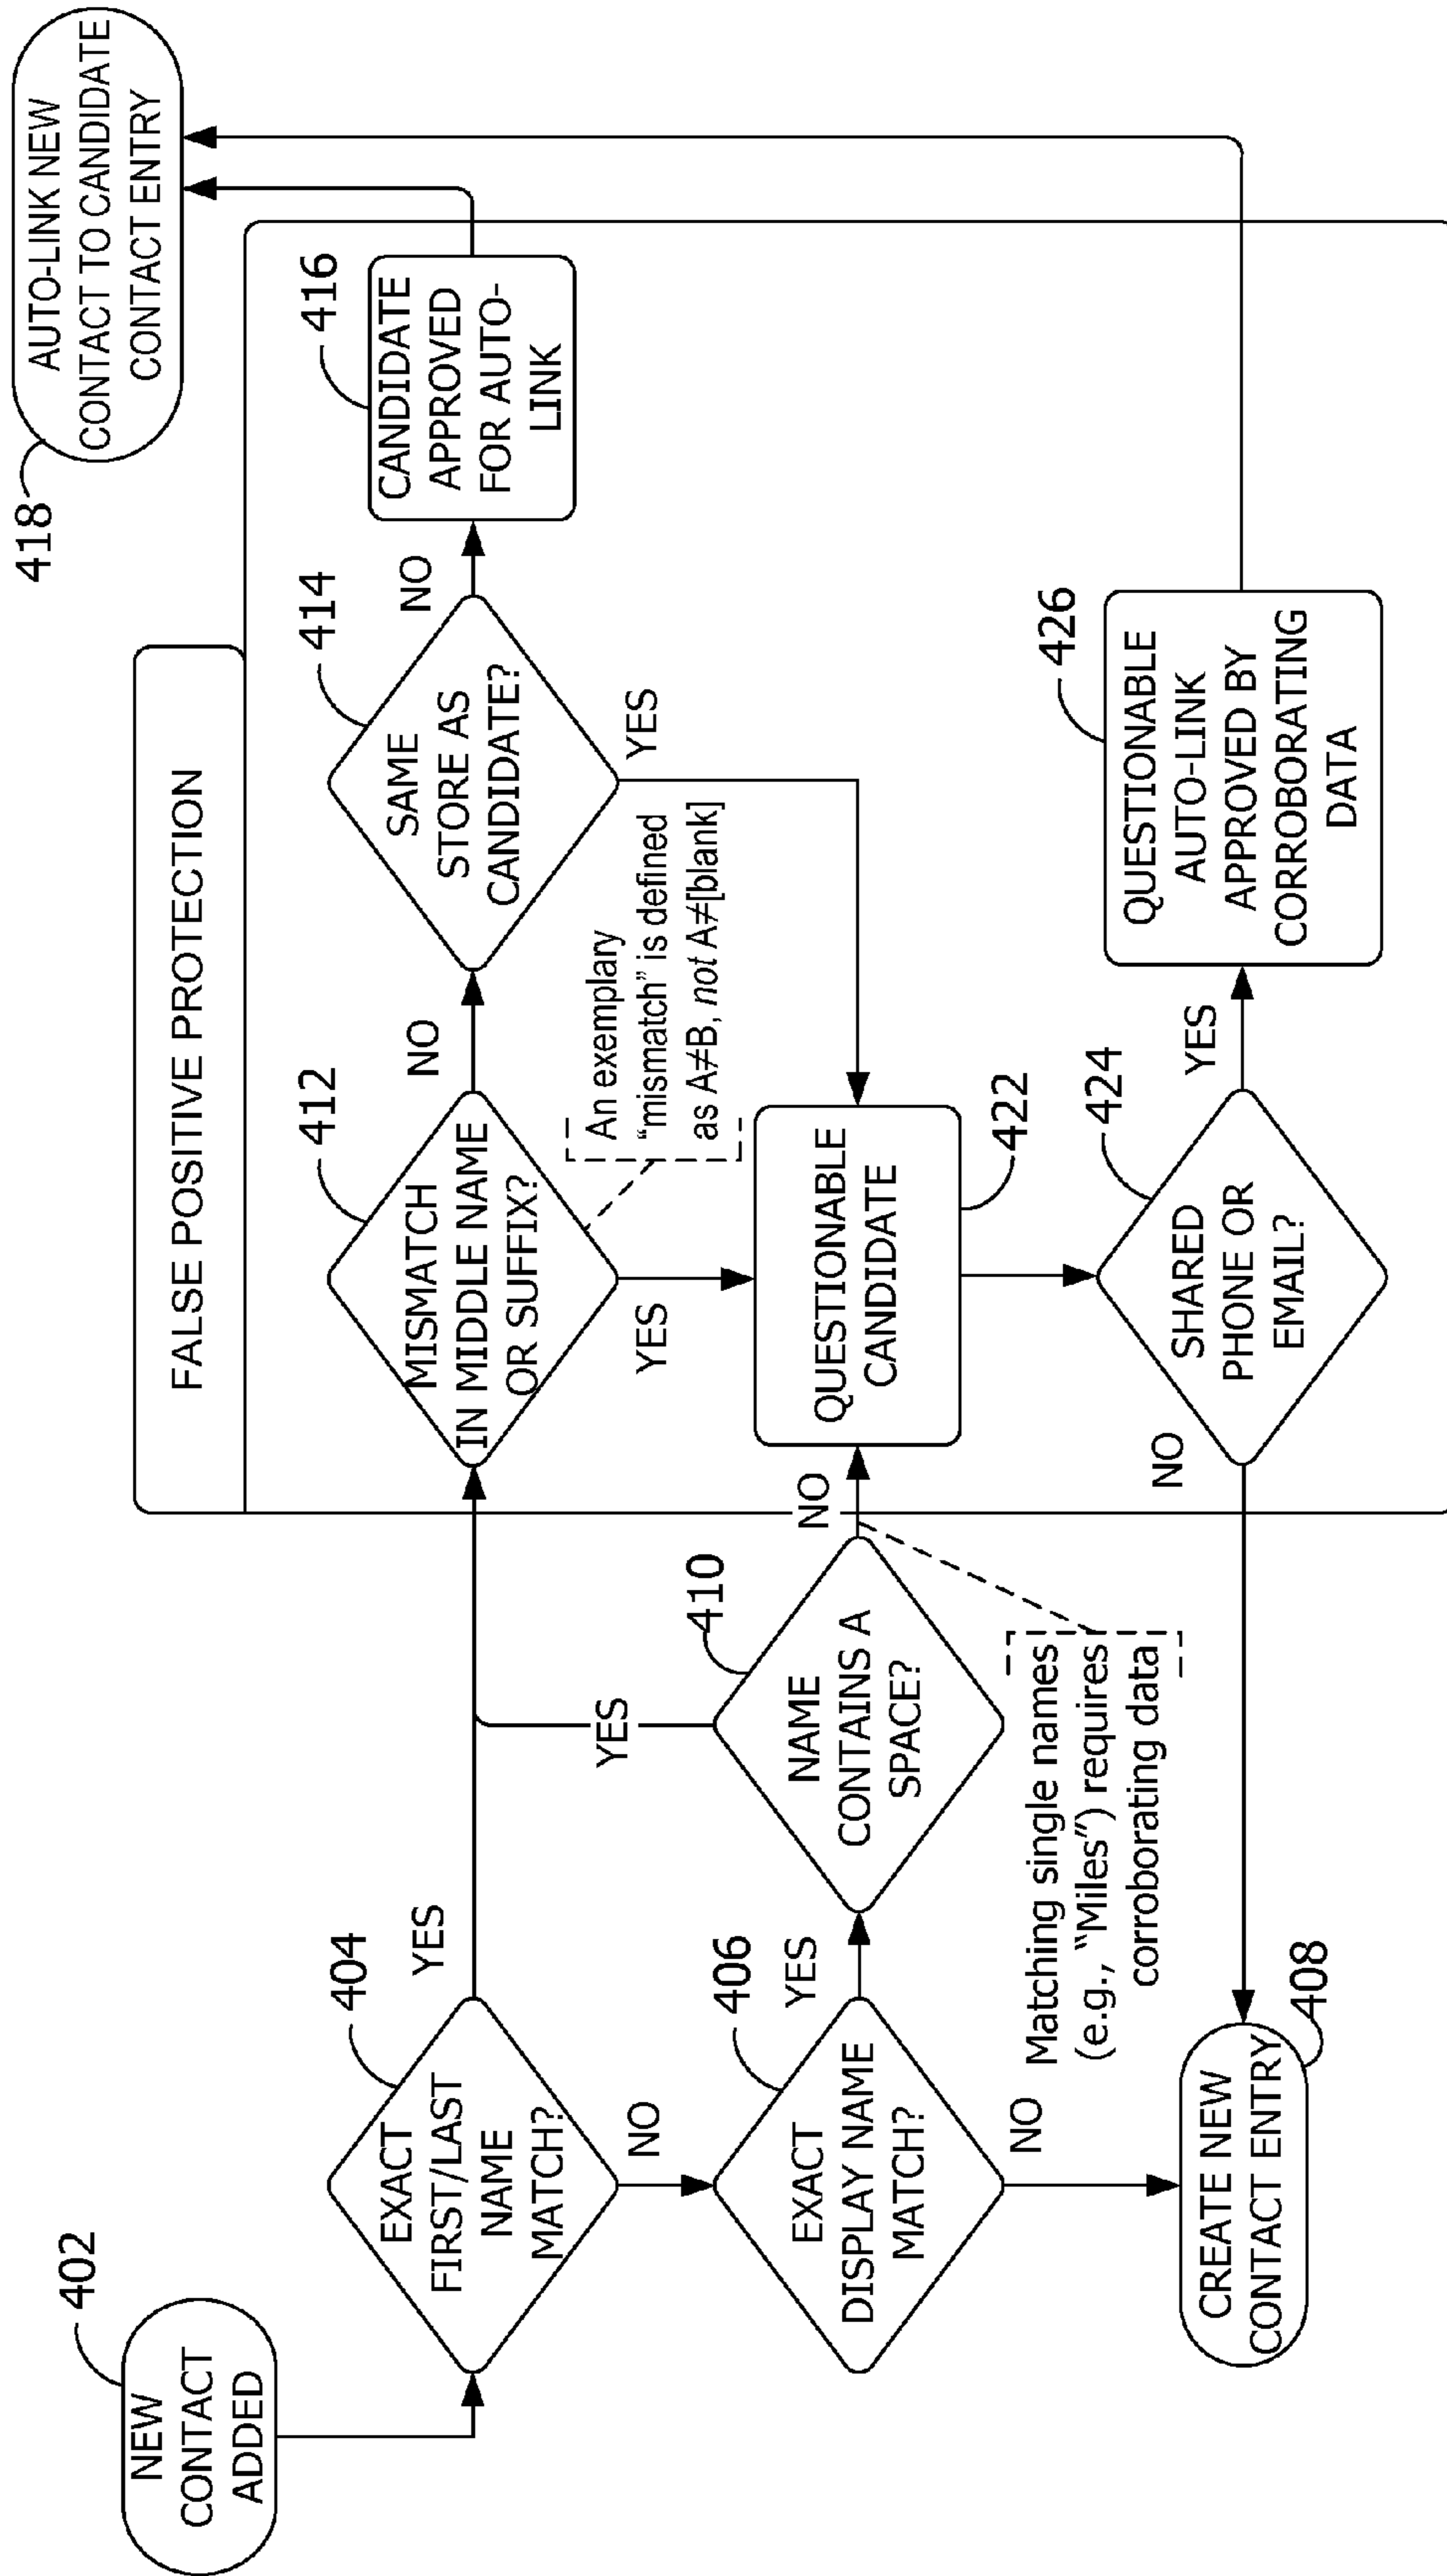 402
NEW
CONTACT
ADDED
404
EXACT
FIRST/LAST
NAME
MATCH?
YES
NO
406
EXACT
DISPLAY NAME
MATCH?
YES
NO
CREATE NEW
CONTACT ENTRY
408
410
NAME
CONTAINS A
SPACE?
YES
NO
Matching single names
(e.g., “Miles”) requires
corroborating data
FALSE POSITIVE PROTECTION
412
MISMATCH
IN MIDDLE NAME
OR SUFFIX?
NO
YES
An exemplary
“mismatch” is defined
as A≠B, not A≠[blank]
414
SAME
STORE AS
CANDIDATE?
NO
YES
416
CANDIDATE
APPROVED
FOR AUTO-
LINK
418
AUTO-LINK NEW
CONTACT TO CANDIDATE
CONTACT ENTRY
QUESTIONABLE
CANDIDATE
422
424
SHARED
PHONE OR
EMAIL?
NO
YES
426
QUESTIONABLE
AUTO-LINK
APPROVED BY
CORROBORATING
DATA